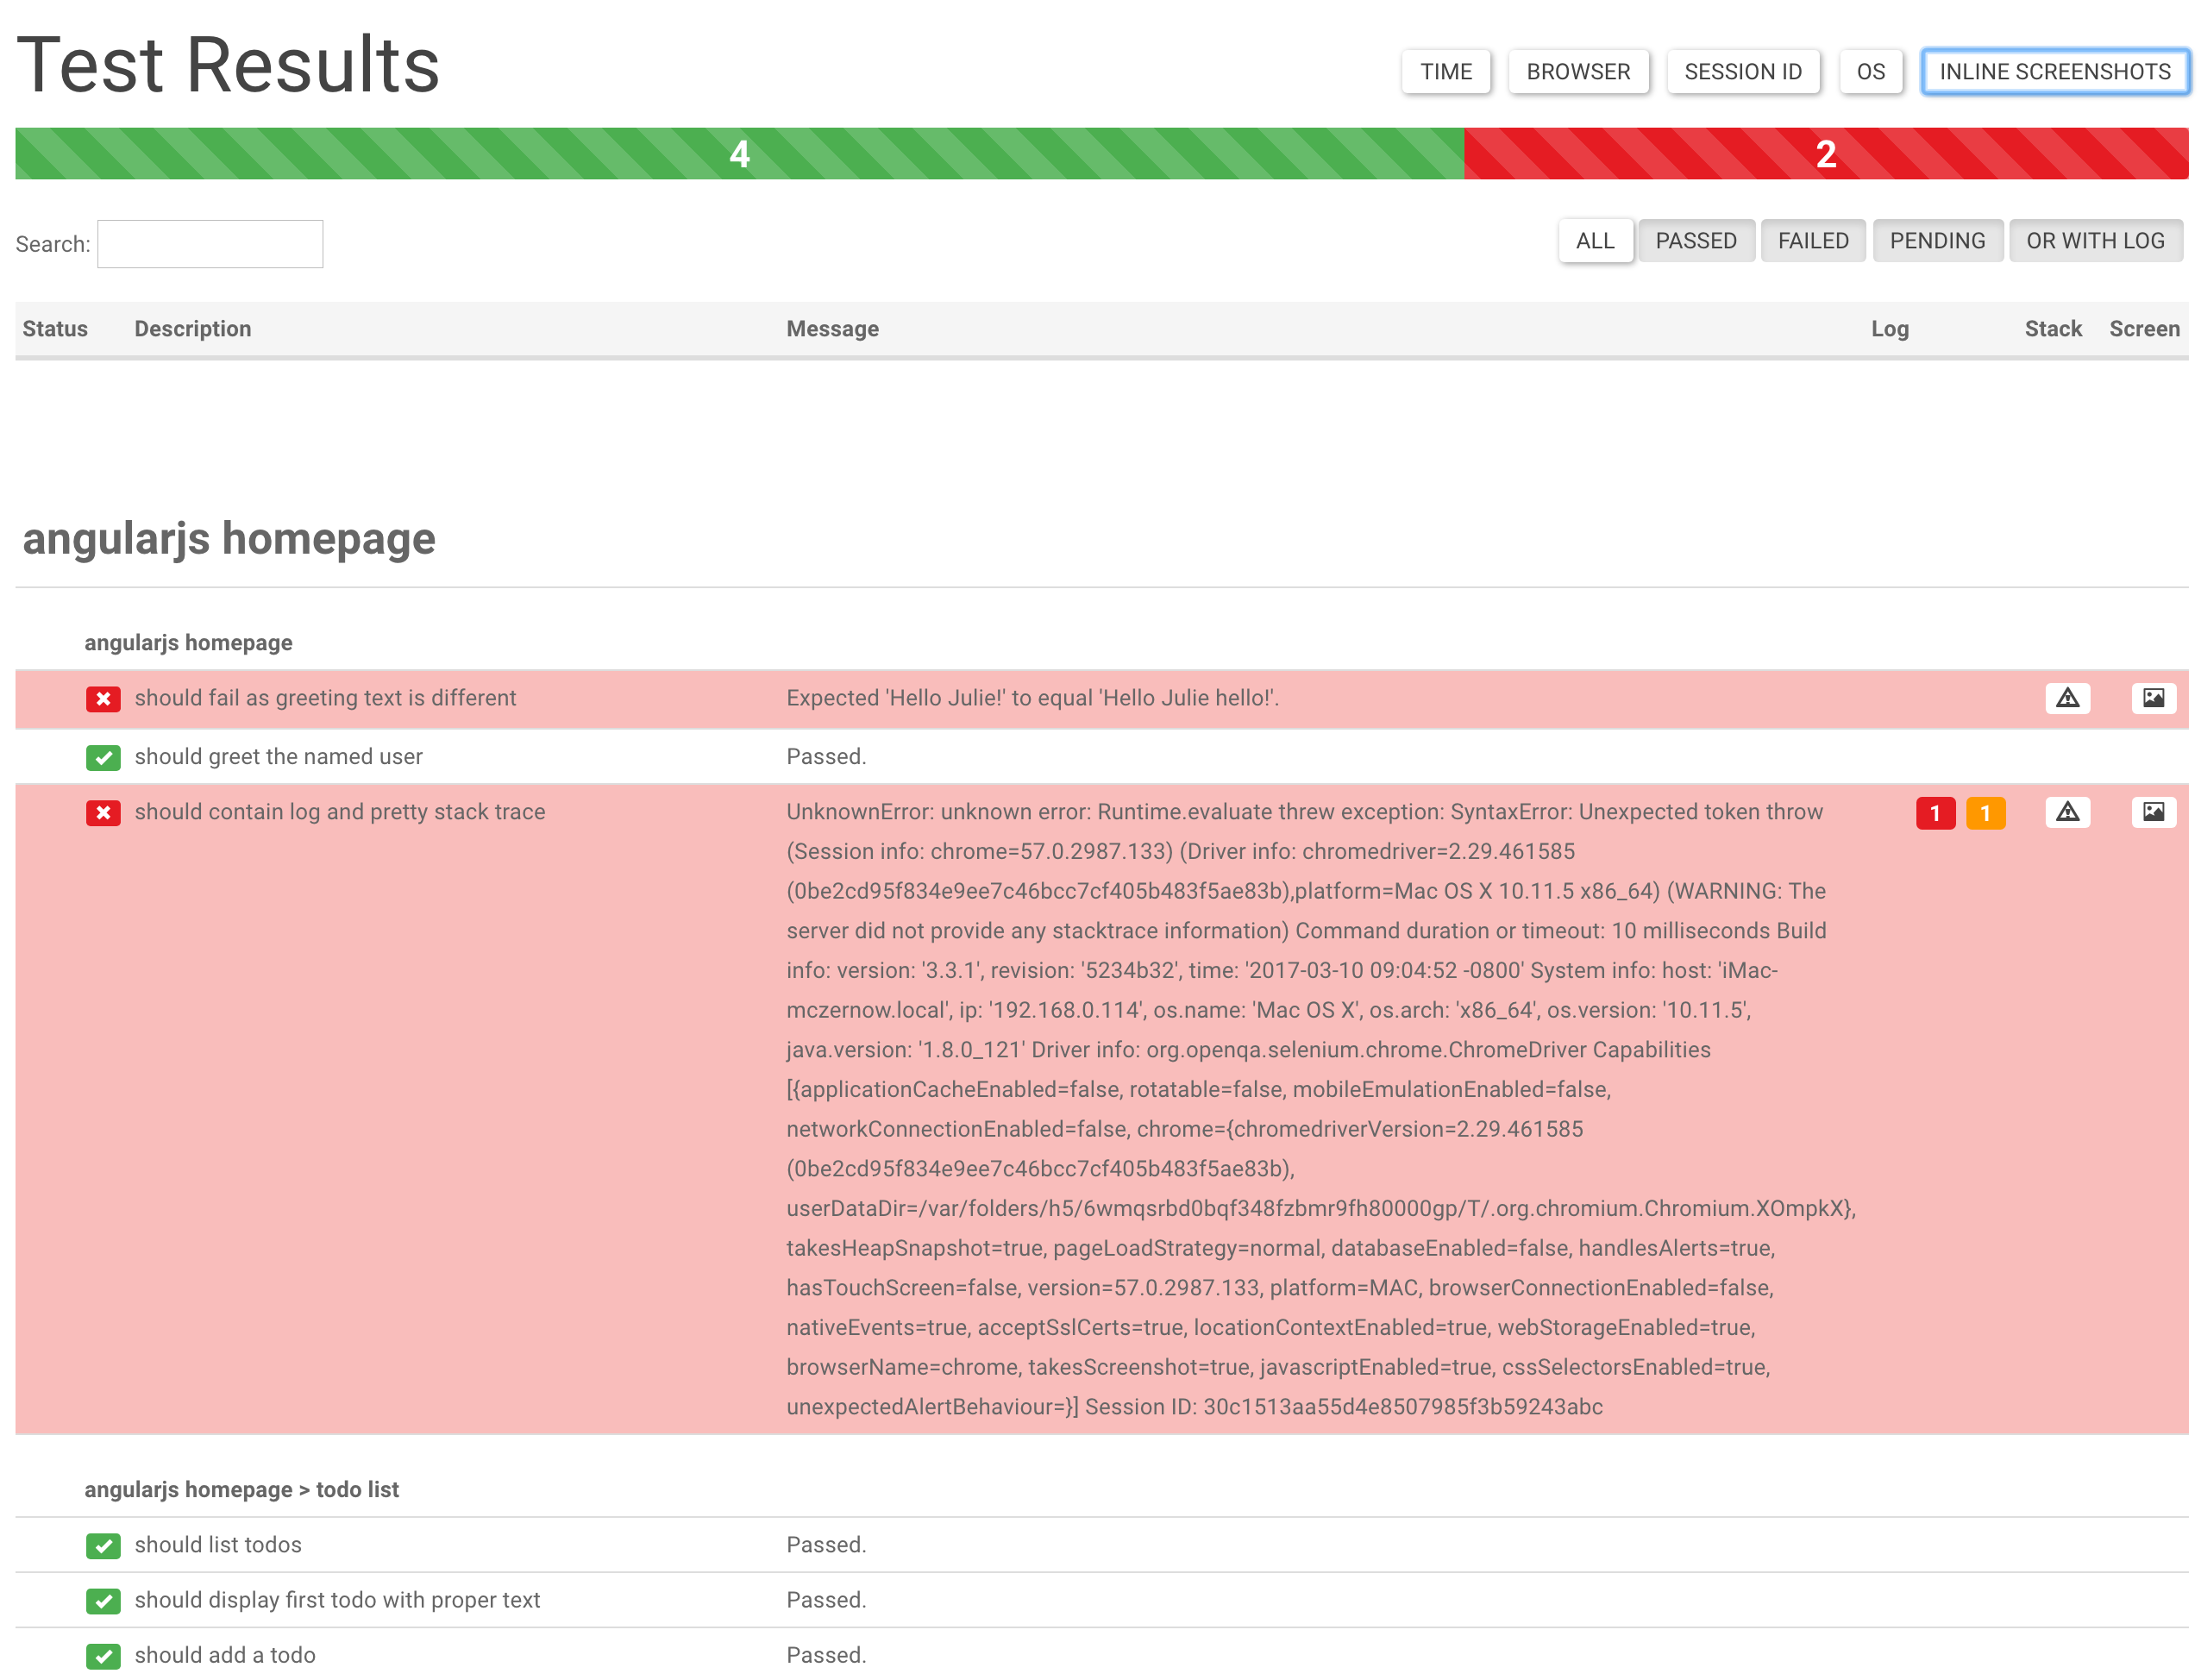 Test Results
TIME BROWSER SESSION ID OS INLINE SCREENSHOTS
4 2
Search: ALL PASSED FAILED PENDING OR WITH LOG
Status Description Message Log Stack Screen
angularjs homepage
angularjs homepage
should fail as greeting text is different Expected 'Hello Julie!' to equal 'Hello Julie hello!'.
should greet the named user Passed.
should contain log and pretty stack trace UnknownError: unknown error: Runtime.evaluate threw exception: SyntaxError: Unexpected token throw 1 1
(Session info: chrome=57.0.2987.133) (Driver info: chromedriver=2.29.461585
(0be2cd95f834e9ee7c46bcc7cf405b483f5ae83b),platform=Mac OS X 10.11.5 x86_64) (WARNING: The
server did not provide any stacktrace information) Command duration or timeout: 10 milliseconds Build
info: version: '3.3.1', revision: '5234b32', time: '2017-03-10 09:04:52 -0800' System info: host: 'iMac-
mczernow.local', ip: '192.168.0.114', os.name: 'Mac OS X', os.arch: 'x86_64', os.version: '10.11.5',
java.version: '1.8.0_121' Driver info: org.openqa.selenium.chrome.ChromeDriver Capabilities
[{applicationCacheEnabled=false, rotatable=false, mobileEmulationEnabled=false,
networkConnectionEnabled=false, chrome={chromedriverVersion=2.29.461585
(0be2cd95f834e9ee7c46bcc7cf405b483f5ae83b),
userDataDir=/var/folders/h5/6wmqsrbd0bqf348fzbmr9fh80000gp/T/.org.chromium.Chromium.XOmpkX},
takesHeapSnapshot=true, pageLoadStrategy=normal, databaseEnabled=false, handlesAlerts=true,
hasTouchScreen=false, version=57.0.2987.133, platform=MAC, browserConnectionEnabled=false,
nativeEvents=true, acceptSslCerts=true, locationContextEnabled=true, webStorageEnabled=true,
browserName=chrome, takesScreenshot=true, javascriptEnabled=true, cssSelectorsEnabled=true,
unexpectedAlertBehaviour=}] Session ID: 30c1513aa55d4e8507985f3b59243abc
angularjs homepage > todo list
should list todos Passed.
should display first todo with proper text Passed.
should add a todo Passed.